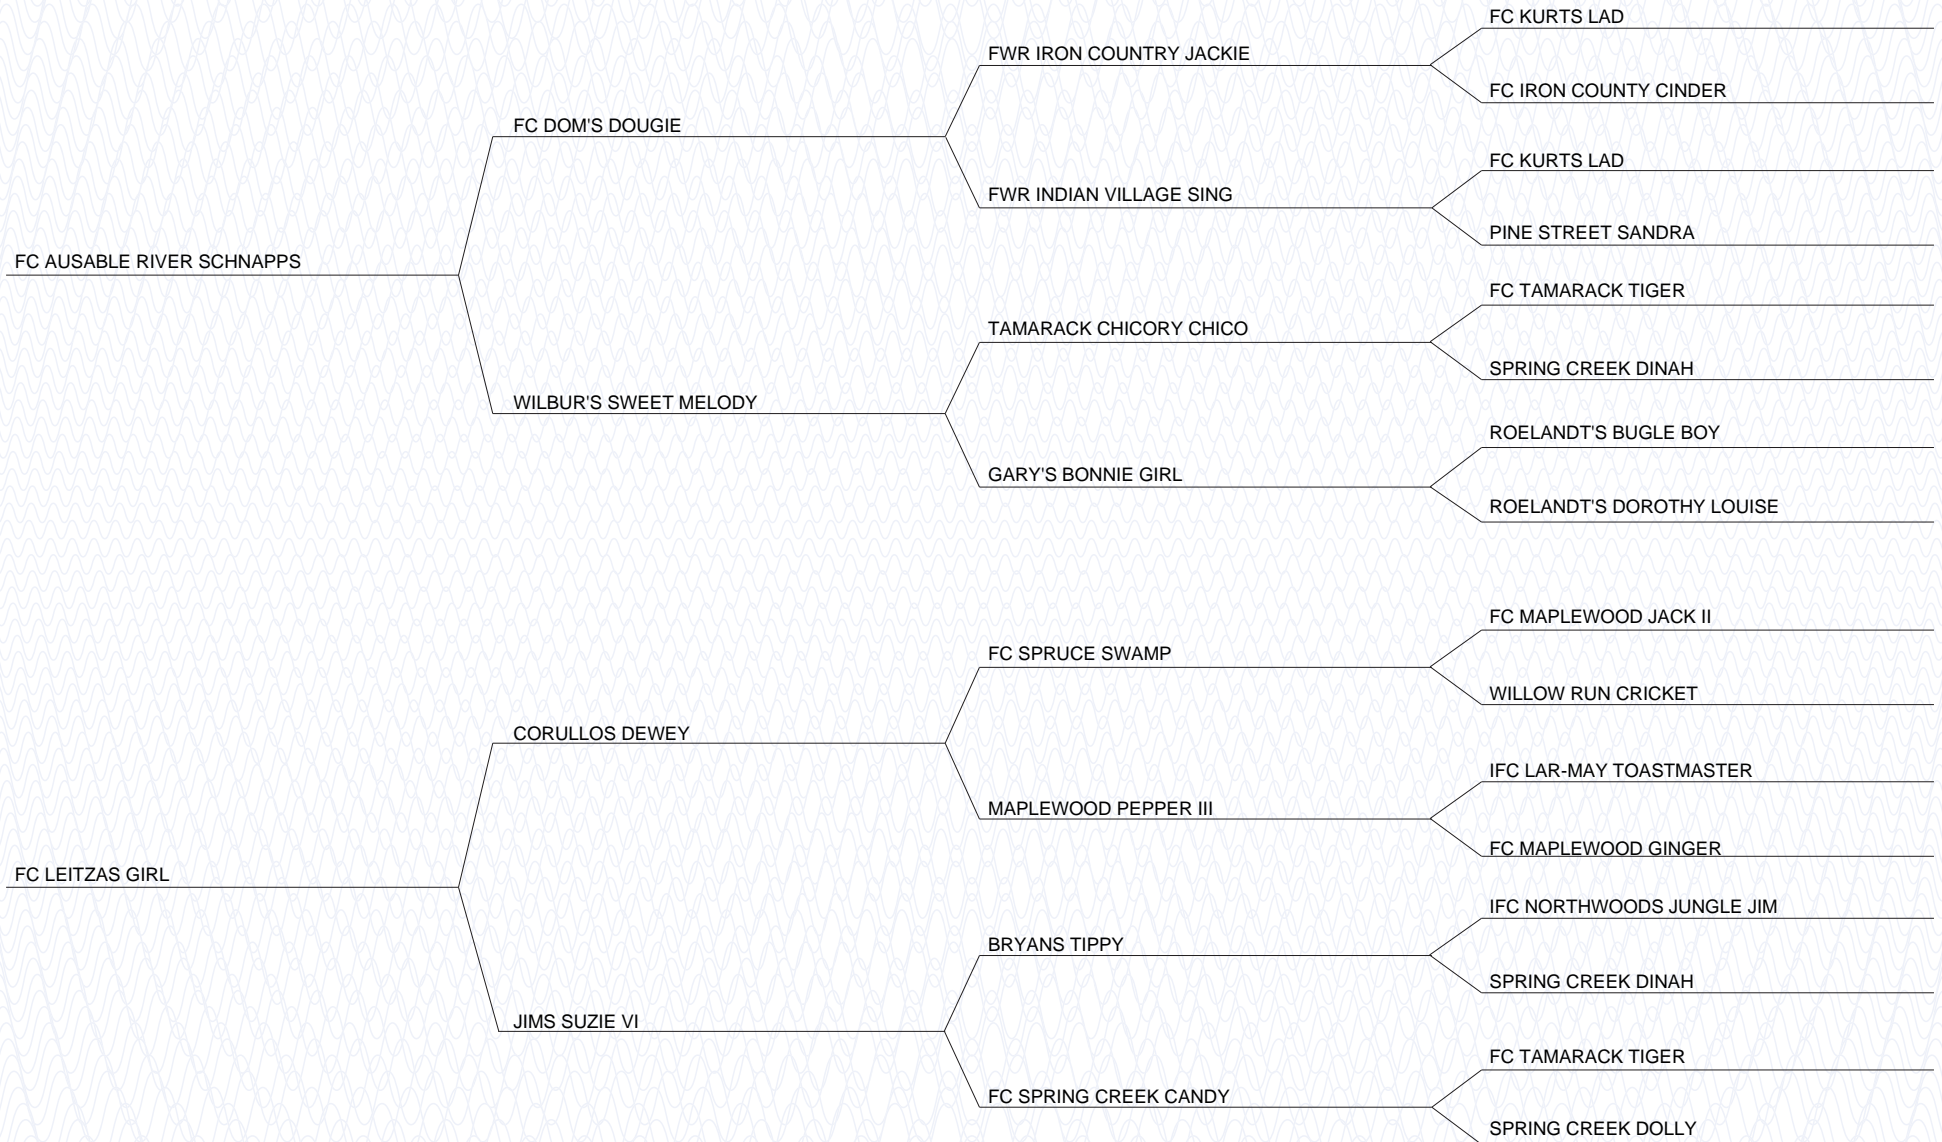 FC KURTS LAD
FWR IRON COUNTRY JACKIE
FC IRON COUNTY CINDER
FC DOM'S DOUGIE
FC KURTS LAD
FWR INDIAN VILLAGE SING
PINE STREET SANDRA
FC AUSABLE RIVER SCHNAPPS
FC TAMARACK TIGER
TAMARACK CHICORY CHICO
SPRING CREEK DINAH
WILBUR'S SWEET MELODY
ROELANDT'S BUGLE BOY
GARY'S BONNIE GIRL
ROELANDT'S DOROTHY LOUISE
FC MAPLEWOOD JACK II
FC SPRUCE SWAMP
WILLOW RUN CRICKET
CORULLOS DEWEY
IFC LAR-MAY TOASTMASTER
MAPLEWOOD PEPPER III
FC MAPLEWOOD GINGER
FC LEITZAS GIRL
IFC NORTHWOODS JUNGLE JIM
BRYANS TIPPY
SPRING CREEK DINAH
JIMS SUZIE VI
FC TAMARACK TIGER
FC SPRING CREEK CANDY
SPRING CREEK DOLLY